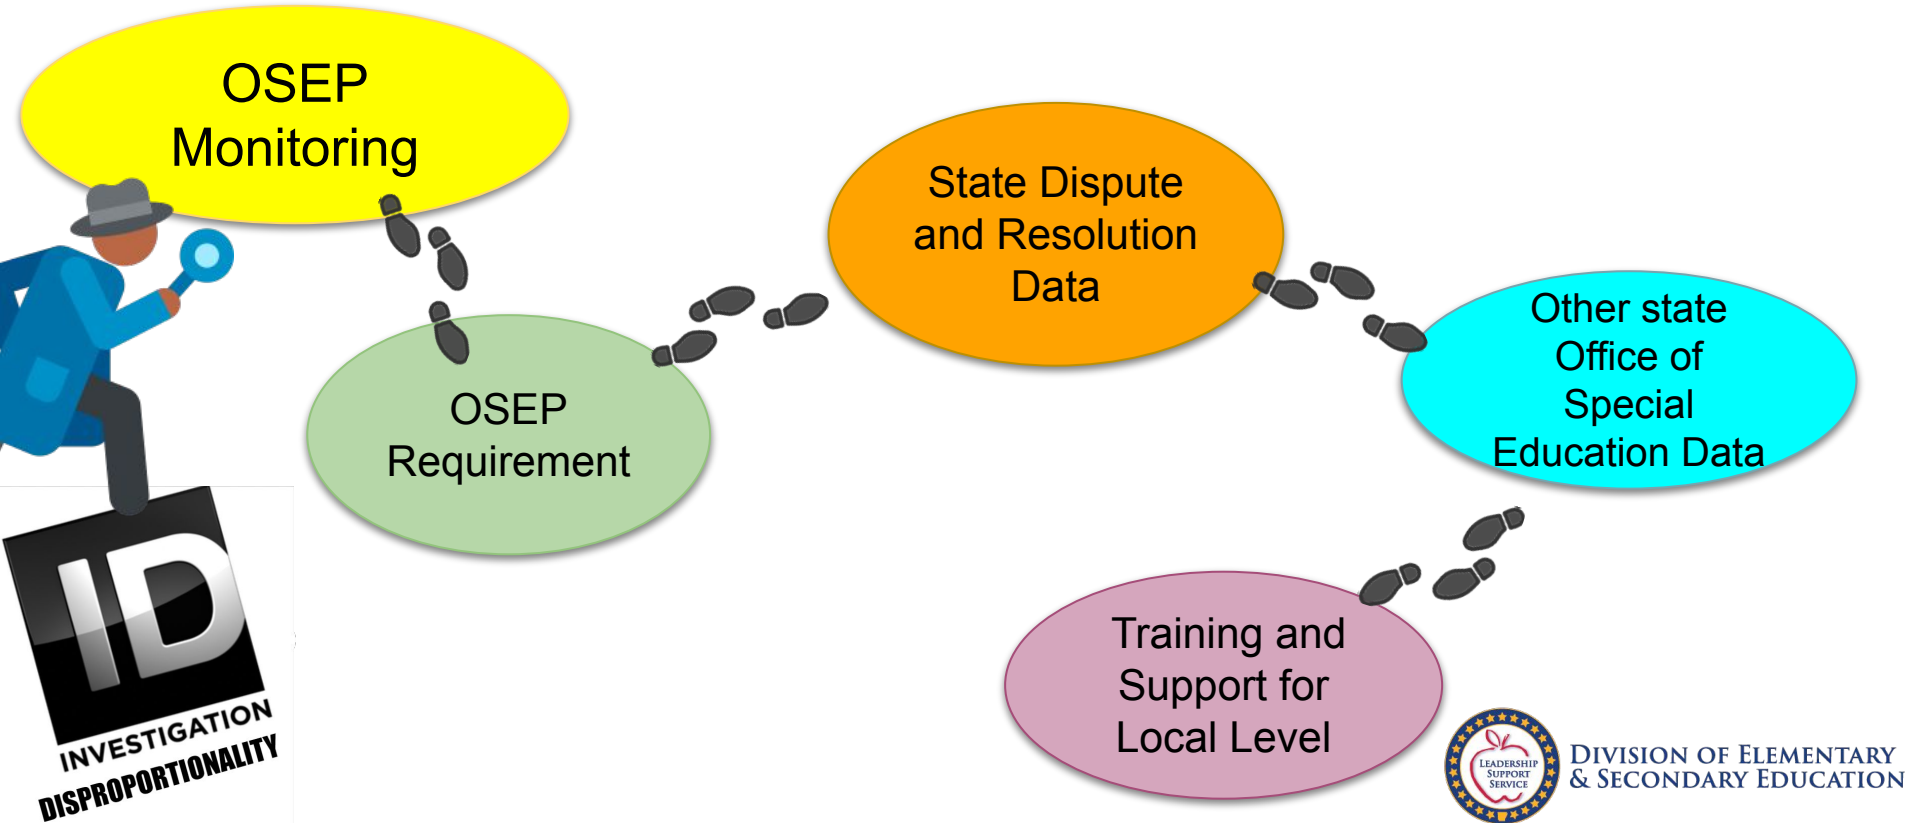 OSEP
Monitoring
OSEP
Requirement
State Dispute
and Resolution
Data
Other state
Office of
Special
Education Data
Training and
Support for
Local Level
ID
INVESTIGATION
DISPROPORTIONALITY
LEADERSHIP
SUPPORT
SERVICE
DIVISION OF ELEMENTARY
& SECONDARY EDUCATION